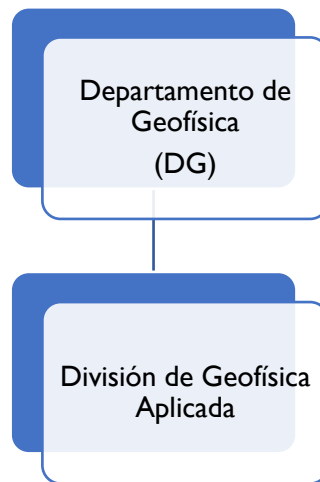 Departamento de
Geofísica
(DG)
División de Geofísica
Aplicada